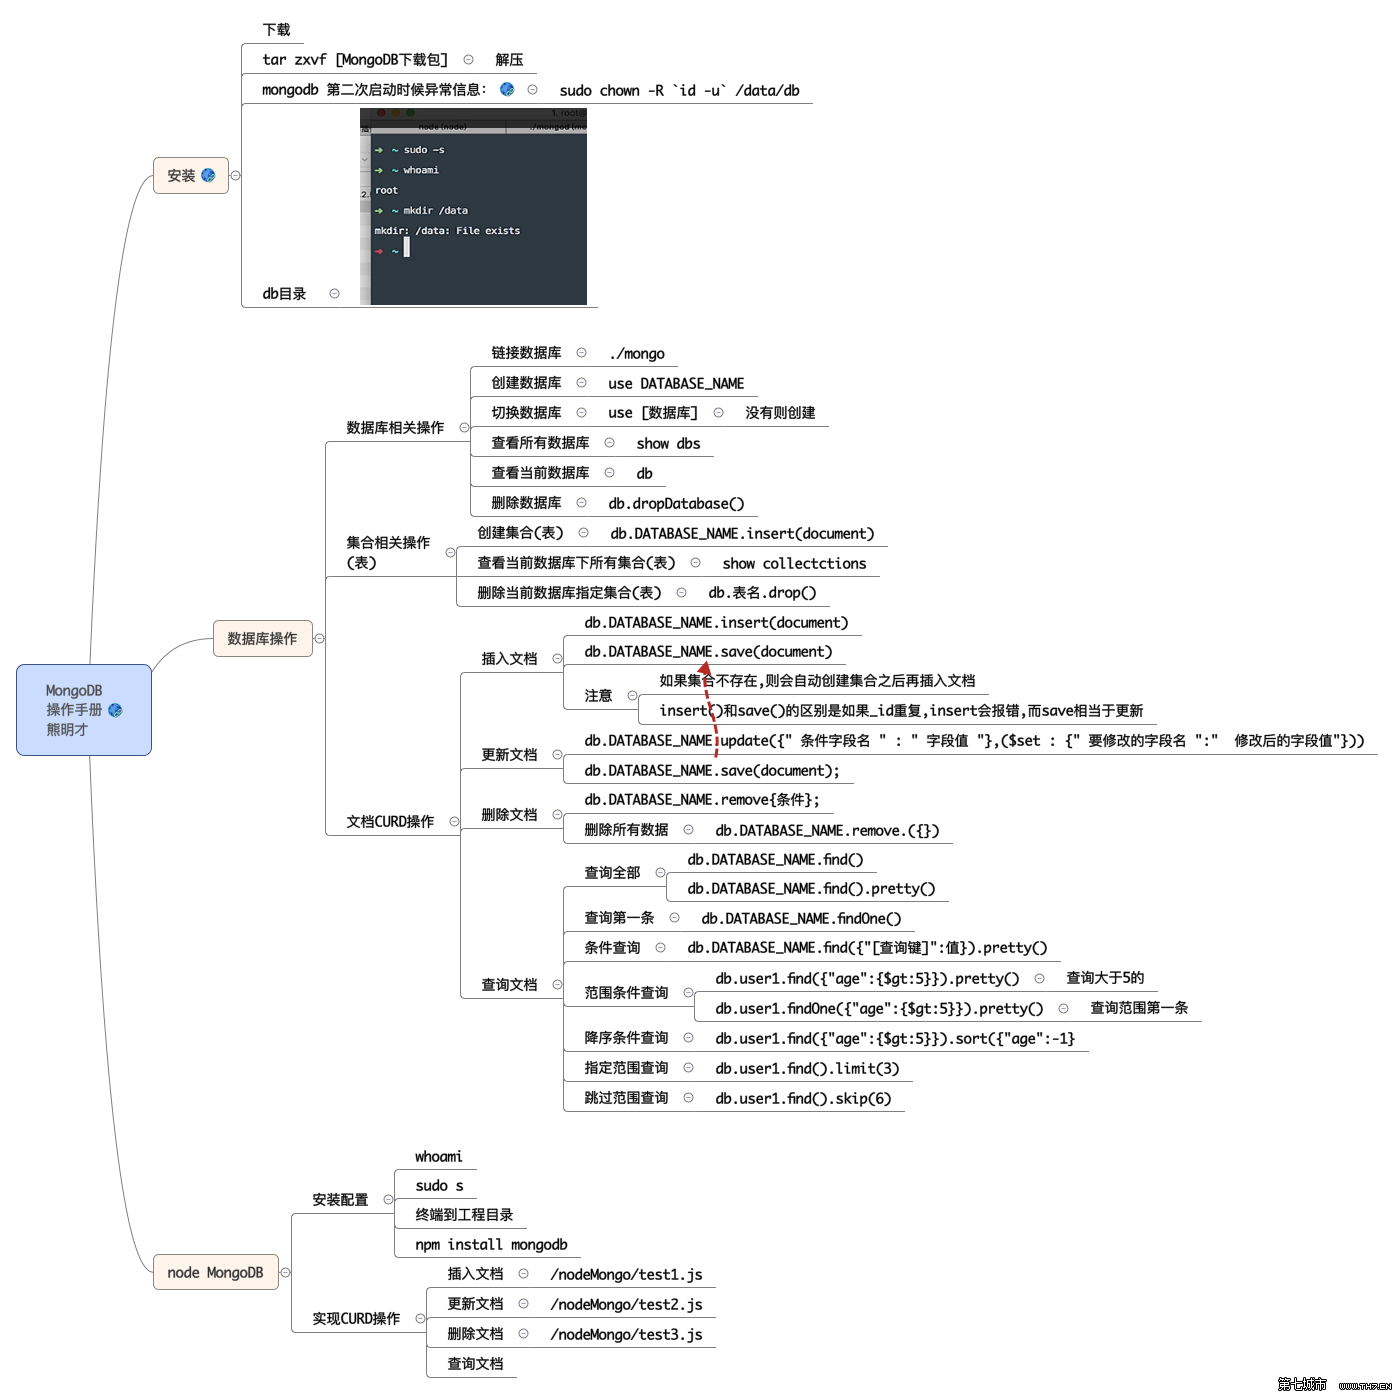 下载
tar zxvf [MongoDB下载包] 解压
mongodb 第二次启动时候异常信息: sudo chown -R `id -u` /data/db
1. root@
node (node) ./mongod (mo
→ ~ sudo -s
→ ~ whoami
root
→ ~ mkdir /data
mkdir: /data: File exists
→ ~
安装
db目录
链接数据库 ./mongo
创建数据库 use DATABASE_NAME
切换数据库 use [数据库] 没有则创建
数据库相关操作
查看所有数据库 show dbs
查看当前数据库 db
删除数据库 db.dropDatabase()
集合相关操作
(表)
创建集合(表) db.DATABASE_NAME.insert(document)
查看当前数据库下所有集合(表) show collectctions
删除当前数据库指定集合(表) db.表名.drop()
数据库操作
插入文档
db.DATABASE_NAME.insert(document)
db.DATABASE_NAME.save(document)
注意
如果集合不存在,则会自动创建集合之后再插入文档
insert()和save()的区别是如果_id重复,insert会报错,而save相当于更新
MongoDB
操作手册
熊明才
更新文档
db.DATABASE_NAME.update({" 条件字段名 " : " 字段值 "},($set : {" 要修改的字段名 ":" 修改后的字段值"}))
db.DATABASE_NAME.save(document);
文档CURD操作
删除文档
db.DATABASE_NAME.remove{条件};
删除所有数据 db.DATABASE_NAME.remove.({})
查询文档
查询全部
db.DATABASE_NAME.find()
db.DATABASE_NAME.find().pretty()
查询第一条 db.DATABASE_NAME.findOne()
条件查询 db.DATABASE_NAME.find({"[查询键]":值}).pretty()
范围条件查询
db.user1.find({"age":{$gt:5}}).pretty() 查询大于5的
db.user1.findOne({"age":{$gt:5}}).pretty() 查询范围第一条
降序条件查询 db.user1.find({"age":{$gt:5}}).sort({"age":-1}
指定范围查询 db.user1.find().limit(3)
跳过范围查询 db.user1.find().skip(6)
node MongoDB
安装配置
whoami
sudo s
终端到工程目录
npm install mongodb
实现CURD操作
插入文档 /nodeMongo/test1.js
更新文档 /nodeMongo/test2.js
删除文档 /nodeMongo/test3.js
查询文档
第七城市 WWW.TH7.CN